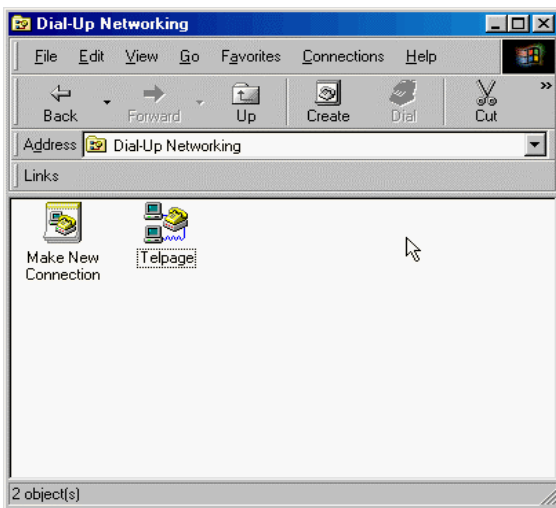 Dial-Up Networking
File Edit View Go Favorites Connections Help
Back Forward Up Create Dial Cut »
Address Dial-Up Networking
Links
Make New Connection
Telpage
2 object(s)